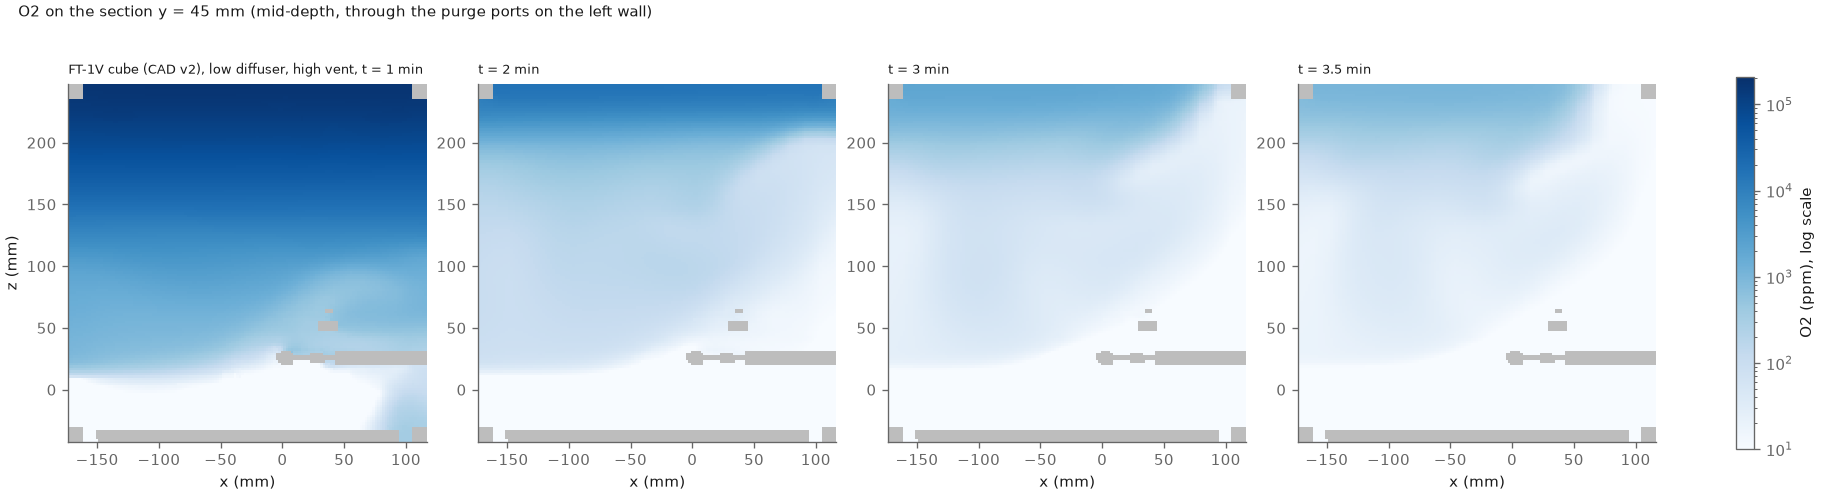 O2 on the section y = 45 mm (mid-depth, through the purge ports on the left wall)
FT-1V cube (CAD v2), low diffuser, high vent, t = 1 min
t = 2 min
t = 3 min
t = 3.5 min
z (mm)
200
150
100
50
0
−150 −100 −50 0 50 100
x (mm)
200
150
100
50
0
−150 −100 −50 0 50 100
x (mm)
200
150
100
50
0
−150 −100 −50 0 50 100
x (mm)
200
150
100
50
0
−150 −100 −50 0 50 100
x (mm)
10⁵
10⁴
10³
10²
10¹
O2 (ppm), log scale